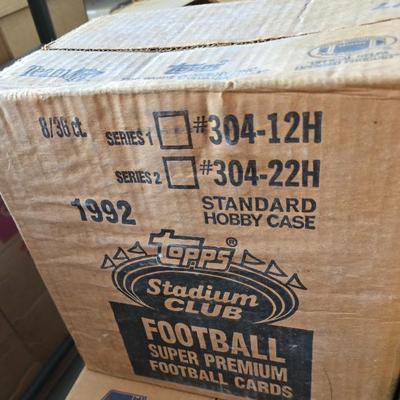 8/36 ct. SERIES 1 #304-12H
SERIES 2 #304-22H
1992 STANDARD
HOBBY CASE
Topps®
Stadium
CLUB
FOOTBALL
SUPER PREMIUM
FOOTBALL CARDS